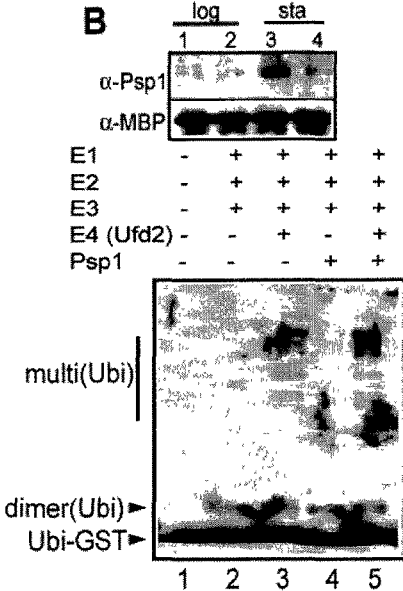 B
log sta
1 2 3 4
α-Psp1
α-MBP
E1 - + + + +
E2 - + + + +
E3 - + + + +
E4 (Ufd2) - - + - +
Psp1 - - - + +
multi(Ubi)
dimer(Ubi)
Ubi-GST
1 2 3 4 5